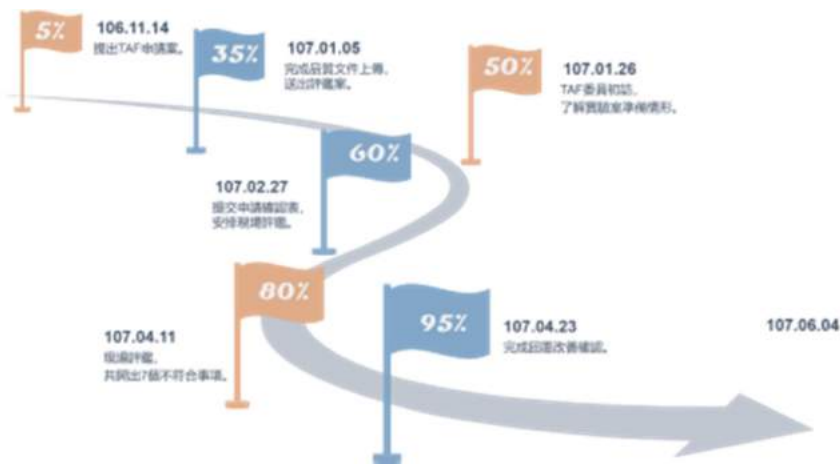 5%
106.11.14
提出TAF申請案。
35%
107.01.05
完成品質文件上傳，
送出評鑑案。
50%
107.01.26
TAF委員初訪，
了解實驗室準備情形。
60%
107.02.27
提交申請確認表，
安排現場評鑑。
80%
107.04.11
現場評鑑，
共開出7個不符合事項。
95%
107.04.23
完成回覆改善確認。
107.06.04